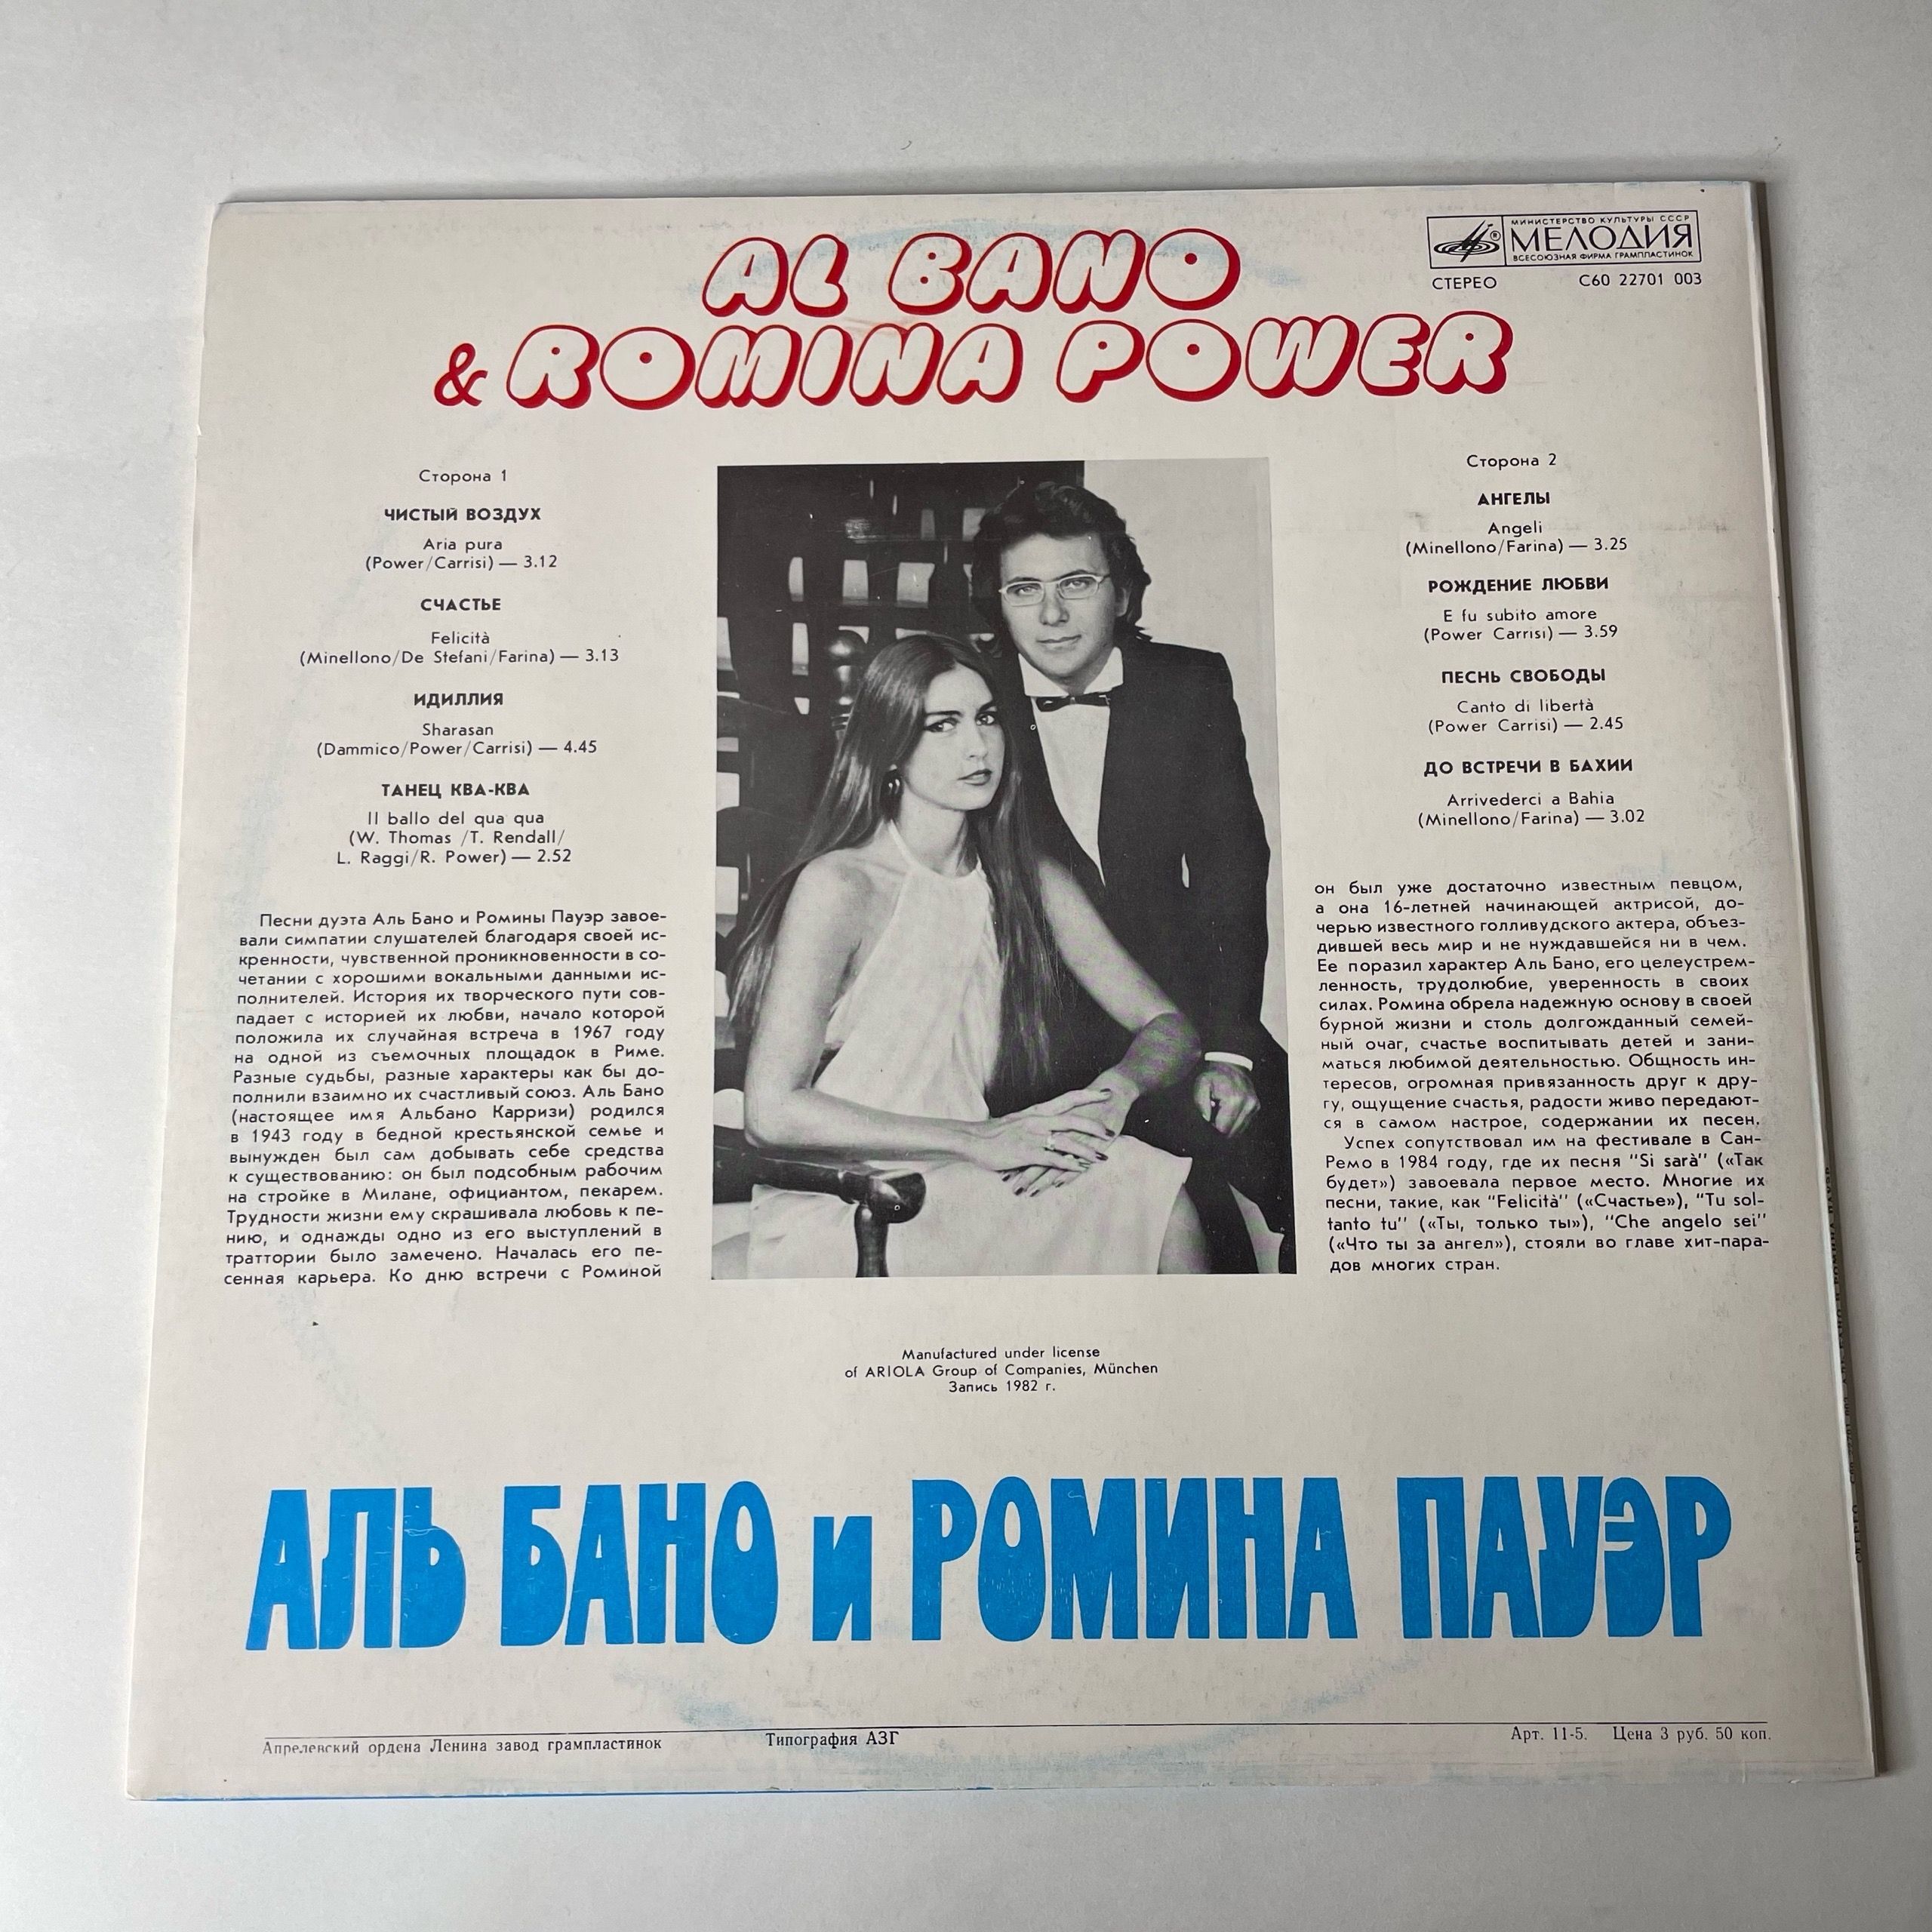 AL BANO
& ROMINA POWER
МИНИСТЕРСТВО КУЛЬТУРЫ СССР
МЕЛОДИЯ
ВСЕСОЮЗНАЯ ФИРМА ГРАМПЛАСТИНОК
СТЕРЕО С60 22701 003
Сторона 1
ЧИСТЫЙ ВОЗДУХ
Aria pura
(Power/Carrisi) — 3.12
СЧАСТЬЕ
Felicità
(Minellono/De Stefani/Farina) — 3.13
ИДИЛЛИЯ
Sharasan
(Dammico/Power/Carrisi) — 4.45
ТАНЕЦ КВА-КВА
Il ballo del qua qua
(W. Thomas /T. Rendall/
L. Raggi/R. Power) — 2.52
Песни дуэта Аль Бано и Ромины Пауэр завое-
вали симпатии слушателей благодаря своей ис-
кренности, чувственной проникновенности в со-
четании с хорошими вокальными данными ис-
полнителей. История их творческого пути сов-
падает с историей их любви, начало которой
положила их случайная встреча в 1967 году
на одной из съемочных площадок в Риме.
Разные судьбы, разные характеры как бы до-
полнили взаимно их счастливый союз. Аль Бано
(настоящее имя Альбано Карризи) родился
в 1943 году в бедной крестьянской семье и
вынужден был сам добывать себе средства
к существованию: он был подсобным рабочим
на стройке в Милане, официантом, пекарем.
Трудности жизни ему скрашивала любовь к пе-
нию, и однажды одно из его выступлений в
траттории было замечено. Началась его пе-
сенная карьера. Ко дню встречи с Роминой
Сторона 2
АНГЕЛЫ
Angeli
(Minellono/Farina) — 3.25
РОЖДЕНИЕ ЛЮБВИ
E fu subito amore
(Power Carrisi) — 3.59
ПЕСНЬ СВОБОДЫ
Canto di libertà
(Power Carrisi) — 2.45
ДО ВСТРЕЧИ В БАХИИ
Arrivederci a Bahia
(Minellono/Farina) — 3.02
он был уже достаточно известным певцом,
а она 16-летней начинающей актрисой, до-
черью известного голливудского актера, объез-
дившей весь мир и не нуждавшейся ни в чем.
Ее поразил характер Аль Бано, его целеустрем-
ленность, трудолюбие, уверенность в своих
силах. Ромина обрела надежную основу в своей
бурной жизни и столь долгожданный семей-
ный очаг, счастье воспитывать детей и зани-
маться любимой деятельностью. Общность ин-
тересов, огромная привязанность друг к дру-
гу, ощущение счастья, радости живо передают-
ся в самом настрое, содержании их песен.
Успех сопутствовал им на фестивале в Сан-
Ремо в 1984 году, где их песня "Si sarà" («Так
будет») завоевала первое место. Многие их
песни, такие, как "Felicità" («Счастье»), "Tu sol-
tanto tu" («Ты, только ты»), "Che angelo sei"
(«Что ты за ангел»), стояли во главе хит-пара-
дов многих стран.
Manufactured under license
of ARIOLA Group of Companies, München
Запись 1982 г.
АЛЬ БАНО и РОМИНА ПАУЭР
Апрелевский ордена Ленина завод грампластинок Типография АЗГ Арт. 11-5. Цена 3 руб. 50 коп.